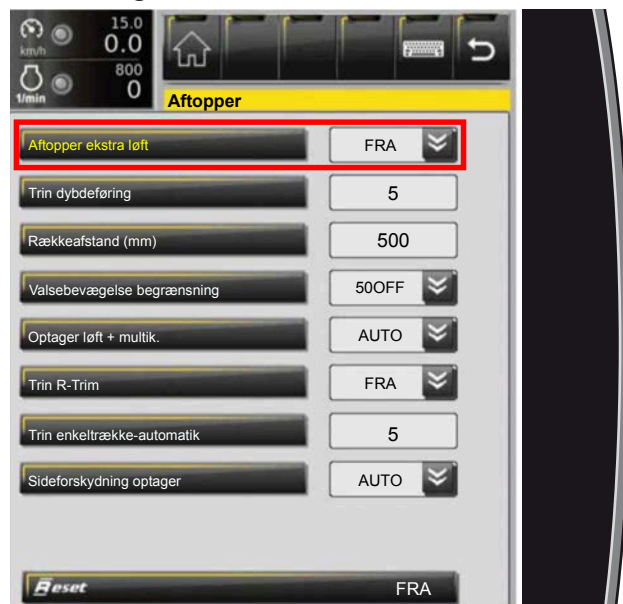 km/h
15.0
0.0
1/min
800
0
Aftopper
Aftopper ekstra løft FRA
Trin dybdeføring 5
Rækkeafstand (mm) 500
Valsebevægelse begrænsning 50OFF
Optager løft + multik. AUTO
Trin R-Trim FRA
Trin enkeltrække-automatik 5
Sideforskydning optager AUTO
Reset FRA